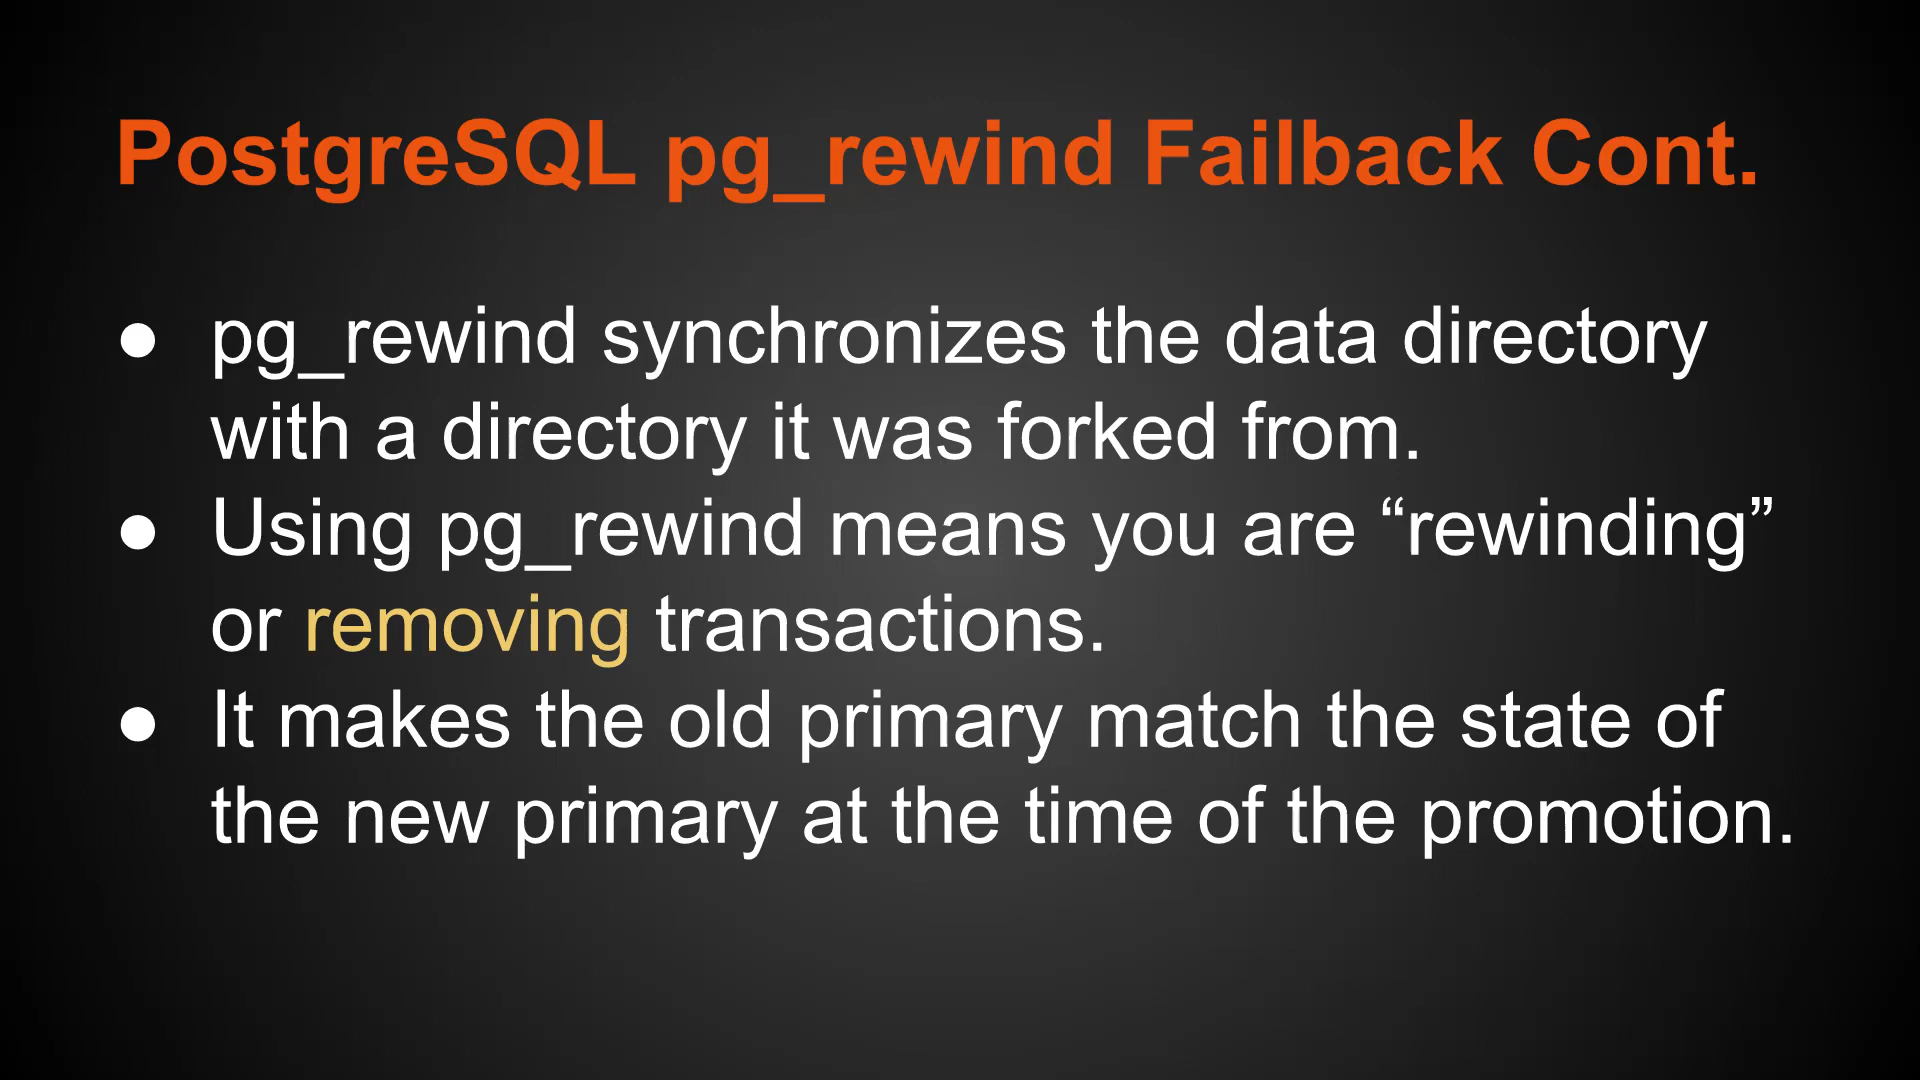 PostgreSQL pg_rewind Failback Cont.
● pg_rewind synchronizes the data directory
with a directory it was forked from.
● Using pg_rewind means you are “rewinding”
or removing transactions.
● It makes the old primary match the state of
the new primary at the time of the promotion.